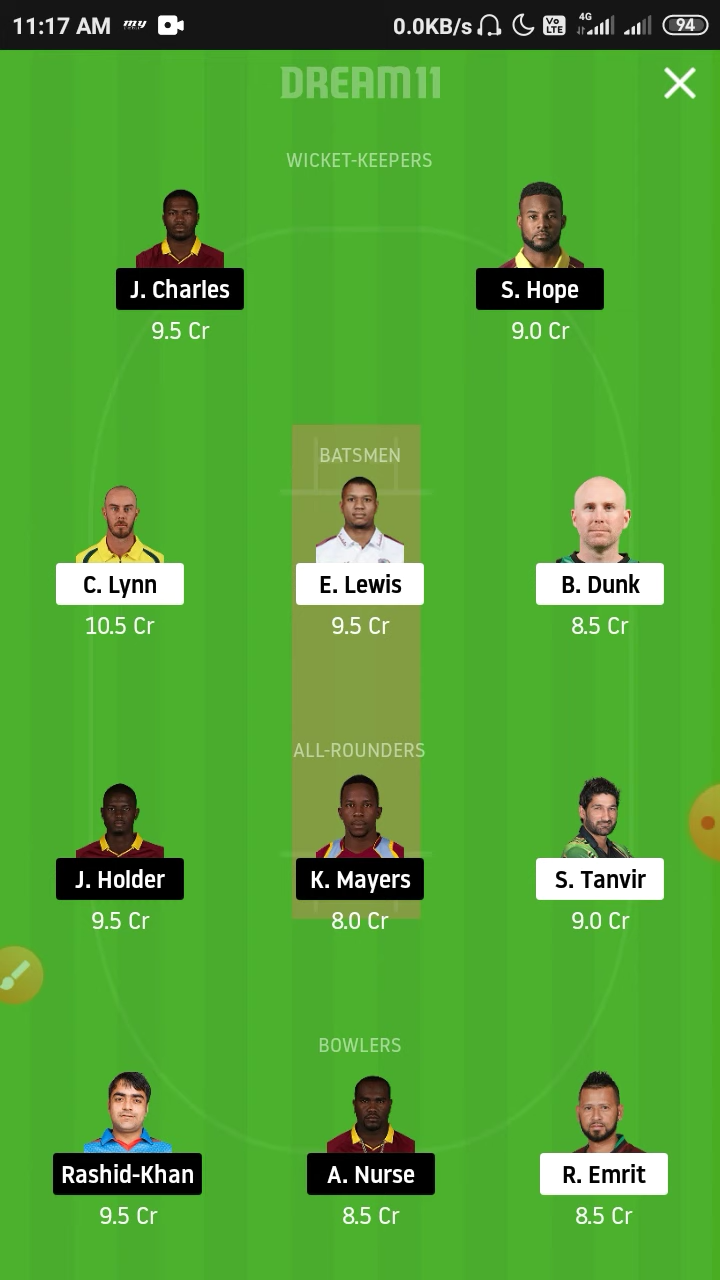 11:17 AM my 0.0KB/s Vo LTE 4G 94
DREAM11
WICKET-KEEPERS
J. Charles S. Hope
9.5 Cr 9.0 Cr
BATSMEN
C. Lynn E. Lewis B. Dunk
10.5 Cr 9.5 Cr 8.5 Cr
ALL-ROUNDERS
J. Holder K. Mayers S. Tanvir
9.5 Cr 8.0 Cr 9.0 Cr
BOWLERS
Rashid-Khan A. Nurse R. Emrit
9.5 Cr 8.5 Cr 8.5 Cr